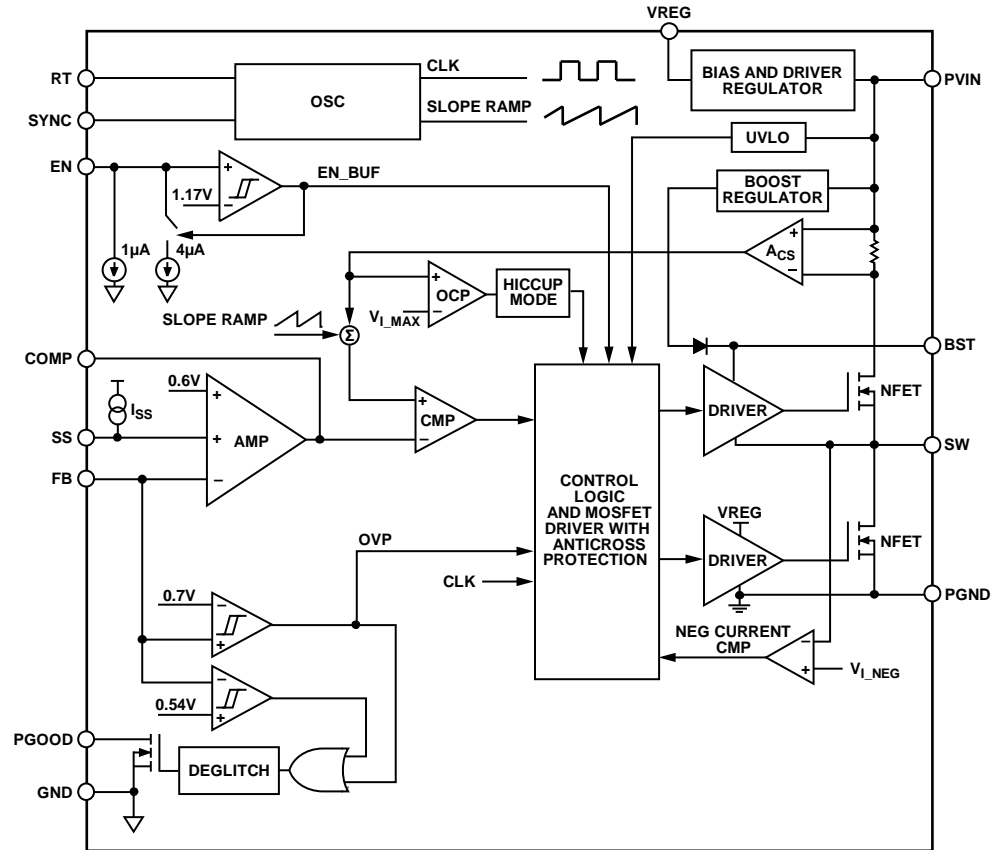 VREG
RT
OSC
CLK
BIAS AND DRIVER
REGULATOR
PVIN
SYNC
SLOPE RAMP
UVLO
EN
+
1.17V
−
EN_BUF
BOOST
REGULATOR
1µA
4µA
+
ACS
−
+
OCP
−
HICCUP
MODE
VI_MAX
SLOPE RAMP
Σ
COMP
BST
0.6V
+
ISS
+
CMP
−
DRIVER
NFET
SS
+
AMP
SW
FB
−
CONTROL
LOGIC
AND MOSFET
DRIVER WITH
ANTICROSS
PROTECTION
VREG
OVP
DRIVER
NFET
CLK
PGND
0.7V
−
+
NEG CURRENT
CMP
−
+
VI_NEG
−
0.54V
+
PGOOD
DEGLITCH
GND